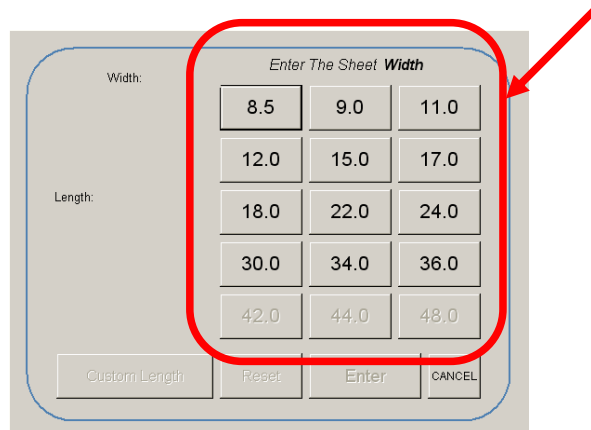 Enter The Sheet Width
Width:
8.5 9.0 11.0
12.0 15.0 17.0
Length:
18.0 22.0 24.0
30.0 34.0 36.0
42.0 44.0 48.0
Custom Length Reset Enter CANCEL